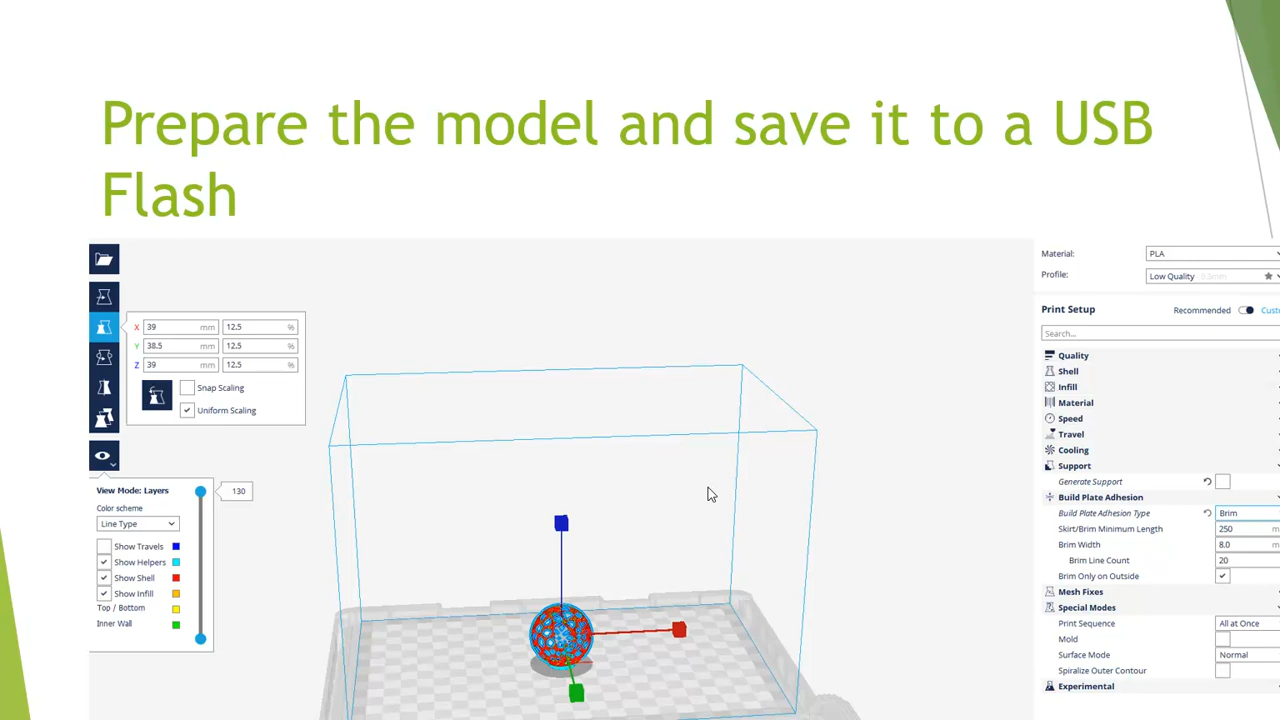 Prepare the model and save it to a USB
Flash
Material: PLA
Profile: Low Quality 0.3mm
X 39 mm 12.5 %
Y 38.5 mm 12.5 %
Z 39 mm 12.5 %
Snap Scaling
Uniform Scaling
View Mode: Layers
130
Color scheme
Line Type
Show Travels
Show Helpers
Show Shell
Show Infill
Top / Bottom
Inner Wall
Print Setup Recommended
Search...
Quality
Shell
Infill
Material
Speed
Travel
Cooling
Support
Generate Support
Build Plate Adhesion
Build Plate Adhesion Type Brim
Skirt/Brim Minimum Length 250
Brim Width 8.0
Brim Line Count 20
Brim Only on Outside
Mesh Fixes
Special Modes
Print Sequence All at Once
Mold
Surface Mode Normal
Spiralize Outer Contour
Experimental